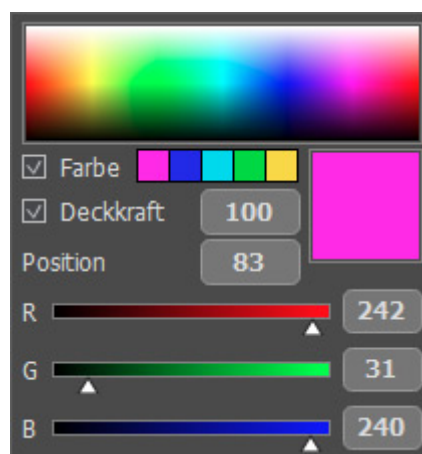 Farbe
Deckkraft 100
Position 83
R 242
G 31
B 240